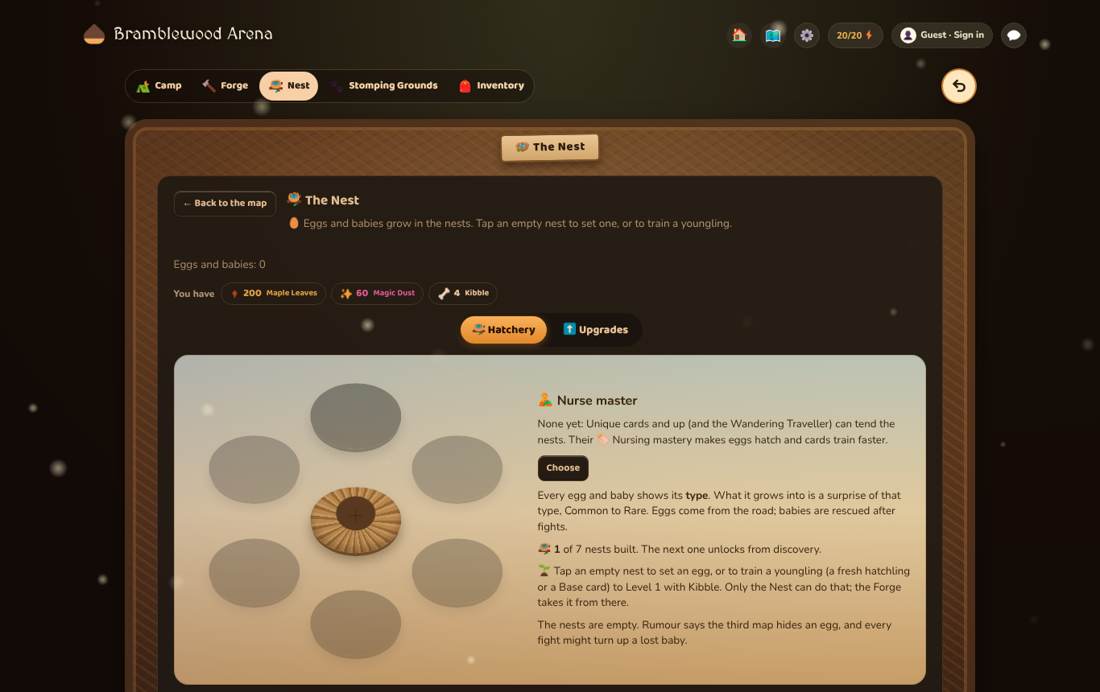 Bramblewood Arena
20/20
Guest · Sign in
Camp
Forge
Nest
Stomping Grounds
Inventory
The Nest
← Back to the map
The Nest
Eggs and babies grow in the nests. Tap an empty nest to set one, or to train a youngling.
Eggs and babies: 0
You have
200 Maple Leaves
60 Magic Dust
4 Kibble
Hatchery
Upgrades
Nurse master
None yet: Unique cards and up (and the Wandering Traveller) can tend the
nests. Their Nursing mastery makes eggs hatch and cards train faster.
Choose
Every egg and baby shows its type. What it grows into is a surprise of that
type, Common to Rare. Eggs come from the road; babies are rescued after
fights.
1 of 7 nests built. The next one unlocks from discovery.
Tap an empty nest to set an egg, or to train a youngling (a fresh hatchling
or a Base card) to Level 1 with Kibble. Only the Nest can do that; the Forge
takes it from there.
The nests are empty. Rumour says the third map hides an egg, and every
fight might turn up a lost baby.